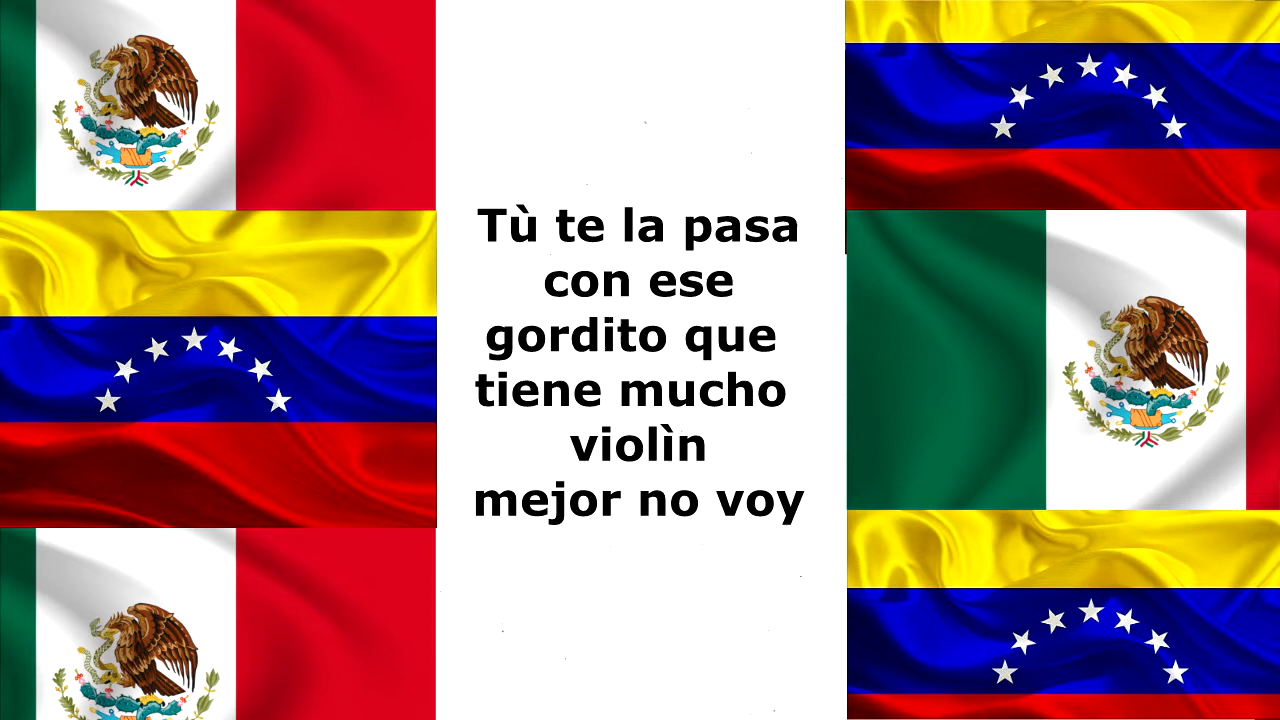 Tù te la pasa
con ese
gordito que
tiene mucho
violìn
mejor no voy